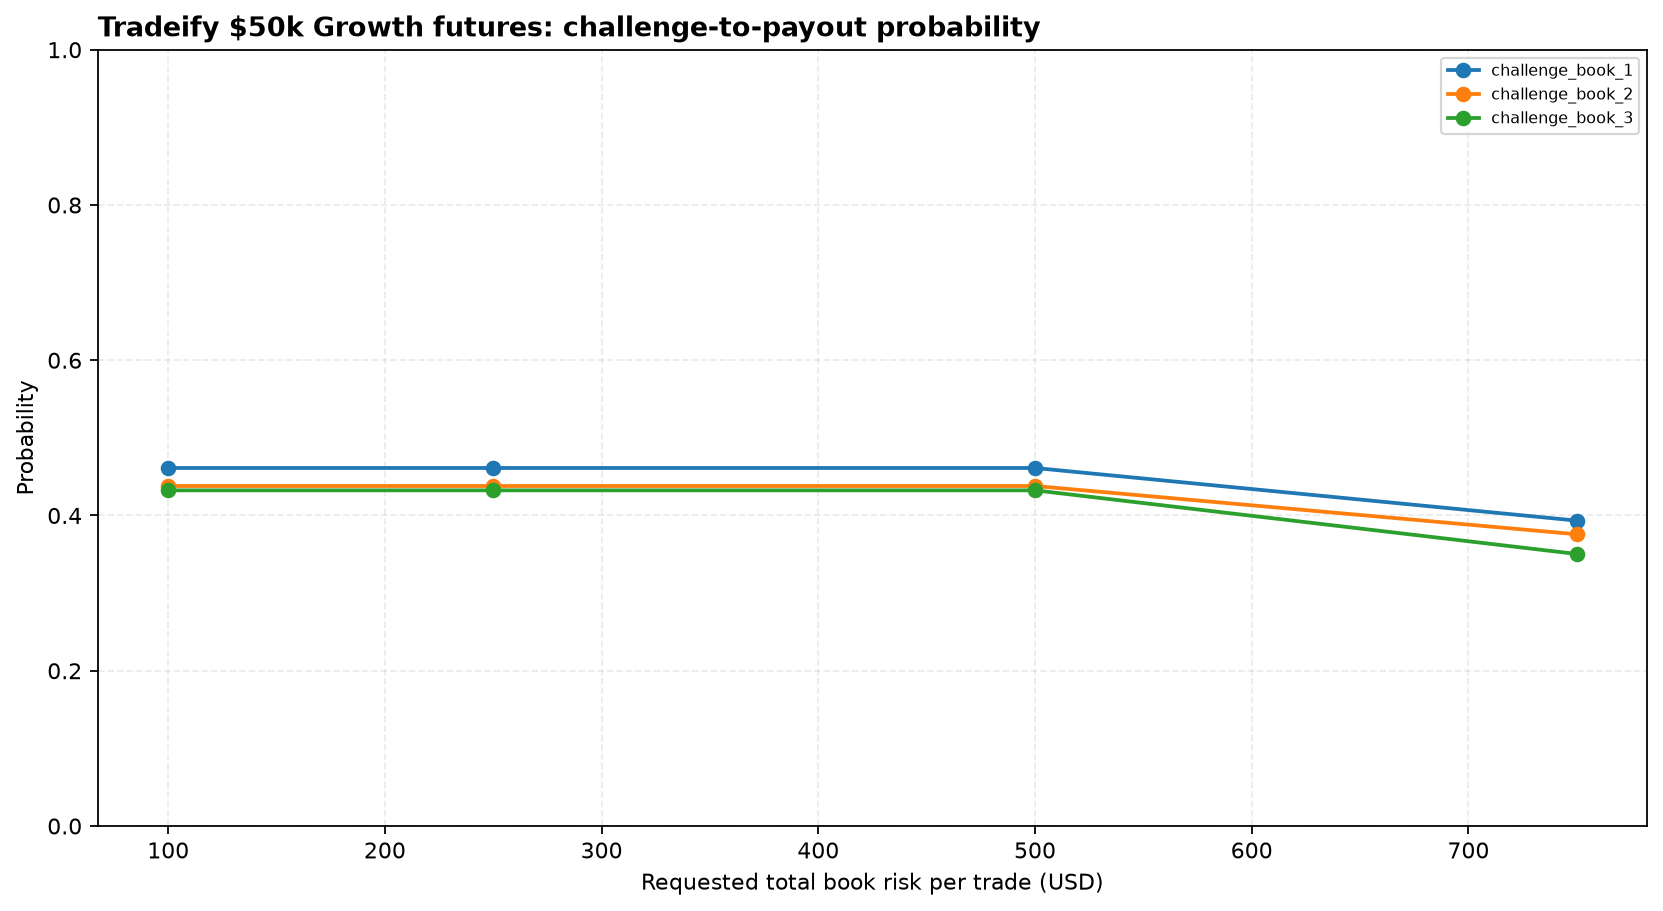 Tradeify $50k Growth futures: challenge-to-payout probability
1.0
0.8
0.6
0.4
0.2
0.0
Probability
challenge_book_1
challenge_book_2
challenge_book_3
100 200 300 400 500 600 700
Requested total book risk per trade (USD)